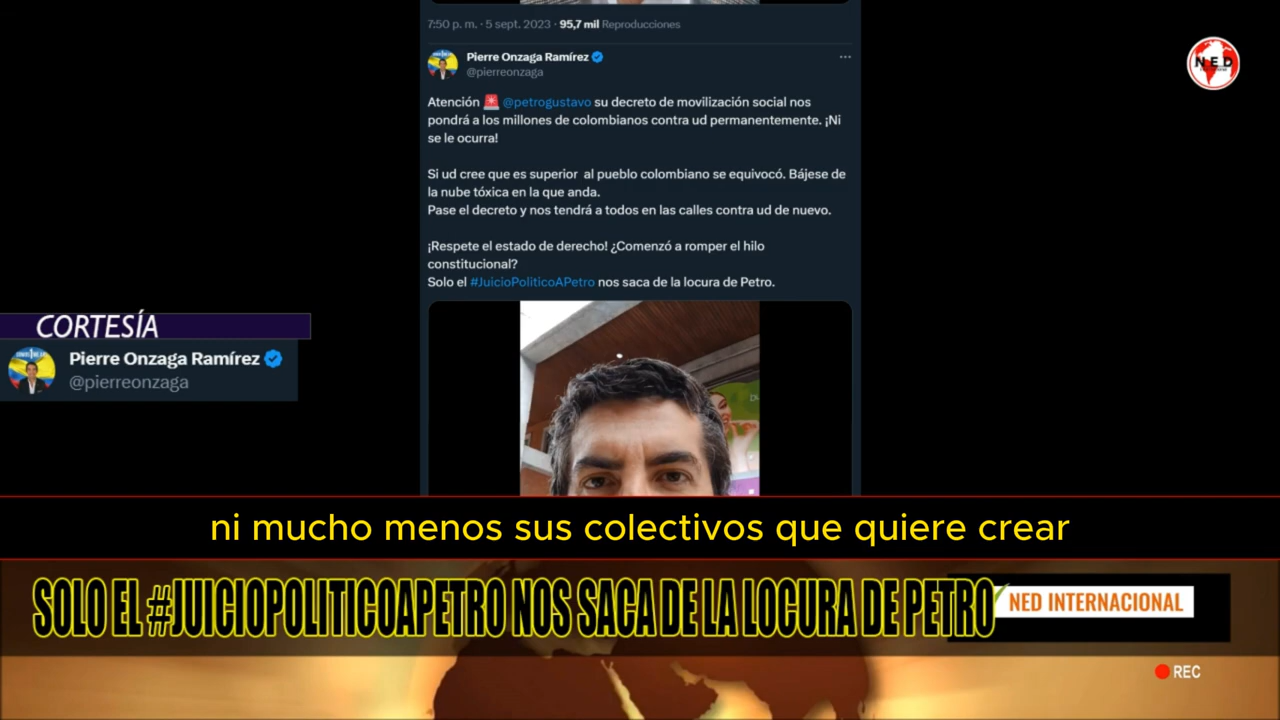 7:50 p. m. · 5 sept. 2023 · 95,7 mil Reproducciones
Pierre Onzaga Ramírez
@pierreonzaga
NED
Atención 🚨 @petrogustavo su decreto de movilización social nos
pondrá a los millones de colombianos contra ud permanentemente. ¡Ni
se le ocurra!
Si ud cree que es superior al pueblo colombiano se equivocó. Bájese de
la nube tóxica en la que anda.
Pase el decreto y nos tendrá a todos en las calles contra ud de nuevo.
¡Respete el estado de derecho! ¿Comenzó a romper el hilo
constitucional?
Solo el #JuicioPoliticoAPetro nos saca de la locura de Petro.
CORTESÍA
Pierre Onzaga Ramírez
@pierreonzaga
ni mucho menos sus colectivos que quiere crear
SOLO EL #JUICIOPOLITICOAPETRO NOS SACA DE LA LOCURA DE PETRO
NED INTERNACIONAL
REC